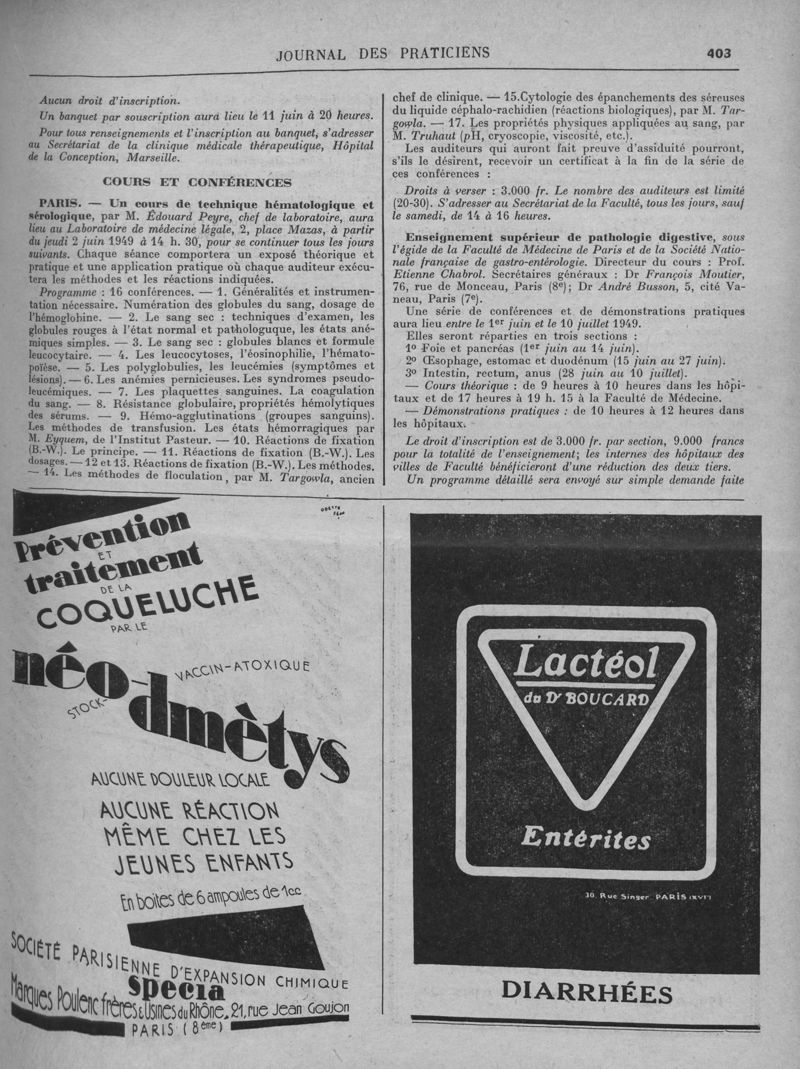 JOURNAL DES PRATICIENS 403
Aucun droit d'inscription.
Un banquet par souscription aura lieu le 11 juin à 20 heures.
Pour tous renseignements et l'inscription au banquet, s'adresser
au Secrétariat de la clinique médicale thérapeutique, Hôpital
de la Conception, Marseille.
COURS ET CONFÉRENCES
PARIS. — Un cours de technique hématologique et
sérologique, par M. Édouard Peyre, chef de laboratoire, aura
lieu au Laboratoire de médecine légale, 2, place Mazas, à partir
du jeudi 2 juin 1949 à 14 h. 30, pour se continuer tous les jours
suivants. Chaque séance comportera un exposé théorique et
pratique et une application pratique où chaque auditeur exécu-
tera les méthodes et les réactions indiquées.
Programme : 16 conférences. — 1. Généralités et instrumen-
tation nécessaire. Numération des globules du sang, dosage de
l'hémoglobine. — 2. Le sang sec : techniques d'examen, les
globules rouges à l'état normal et pathologuque, les états ané-
miques simples. — 3. Le sang sec : globules blancs et formule
leucocytaire. — 4. Les leucocytoses, l'éosinophilie, l'hémato-
poïèse. — 5. Les polyglobulies, les leucémies (symptômes et
lésions). — 6. Les anémies pernicieuses. Les syndromes pseudo-
leucémiques. — 7. Les plaquettes sanguines. La coagulation
du sang. — 8. Résistance globulaire, propriétés hémolytiques
des sérums. — 9. Hémo-agglutinations (groupes sanguins).
Les méthodes de transfusion. Les états hémorragiques par
M. Eyquem, de l'Institut Pasteur. — 10. Réactions de fixation
(B.-W.). Le principe. — 11. Réactions de fixation (B.-W.). Les
dosages. — 12 et 13. Réactions de fixation (B.-W.). Les méthodes.
— 14. Les méthodes de floculation, par M. Targowla, ancien
chef de clinique. — 15. Cytologie des épanchements des séreuses
du liquide céphalo-rachidien (réactions biologiques), par M. Tar-
gowla. — 17. Les propriétés physiques appliquées au sang, par
M. Truhaut (pH, cryoscopie, viscosité, etc.).
Les auditeurs qui auront fait preuve d'assiduité pourront,
s'ils le désirent, recevoir un certificat à la fin de la série de
ces conférences :
Droits à verser : 3.000 fr. Le nombre des auditeurs est limité
(20-30). S'adresser au Secrétariat de la Faculté, tous les jours, sauf
le samedi, de 14 à 16 heures.
Enseignement supérieur de pathologie digestive, sous
l'égide de la Faculté de Médecine de Paris et de la Société Natio-
nale française de gastro-entérologie. Directeur du cours : Prof.
Etienne Chabrol. Secrétaires généraux : Dr François Moutier,
76, rue de Monceau, Paris (8e); Dr André Busson, 5, cité Va-
neau, Paris (7e).
Une série de conférences et de démonstrations pratiques
aura lieu entre le 1er juin et le 10 juillet 1949.
Elles seront réparties en trois sections :
1o Foie et pancréas (1er juin au 14 juin).
2o Œsophage, estomac et duodénum (15 juin au 27 juin).
3o Intestin, rectum, anus (28 juin au 10 juillet).
— Cours théorique : de 9 heures à 10 heures dans les hôpi-
taux et de 17 heures à 19 h. 15 à la Faculté de Médecine.
— Démonstrations pratiques : de 10 heures à 12 heures dans
les hôpitaux.
Le droit d'inscription est de 3.000 fr. par section, 9.000 francs
pour la totalité de l'enseignement; les internes des hôpitaux des
villes de Faculté bénéficieront d'une réduction des deux tiers.
Un programme détaillé sera envoyé sur simple demande faite
Prévention
ET
traitement
DE LA
COQUELUCHE
PAR LE
néo-dmètys
VACCIN-ATOXIQUE
STOCK-
AUCUNE DOULEUR LOCALE
AUCUNE RÉACTION
MÊME CHEZ LES
JEUNES ENFANTS
En boîtes de 6 ampoules de 1cc
SOCIÉTÉ PARISIENNE D'EXPANSION CHIMIQUE
Specia
Marques Poulenc frères & Usines du Rhône, 21, rue Jean Goujon
PARIS (8ème)
Lactéol
du Dr BOUCARD
Entérites
30, Rue Singer PARIS (XVIe)
DIARRHÉES